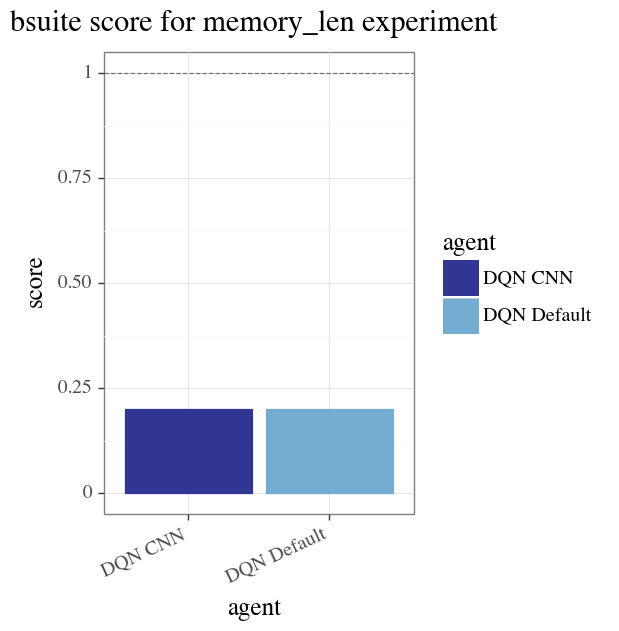 bsuite score for memory_len experiment
1
0.75
0.50
0.25
0
score
DQN CNN
DQN Default
agent
agent
DQN CNN
DQN Default